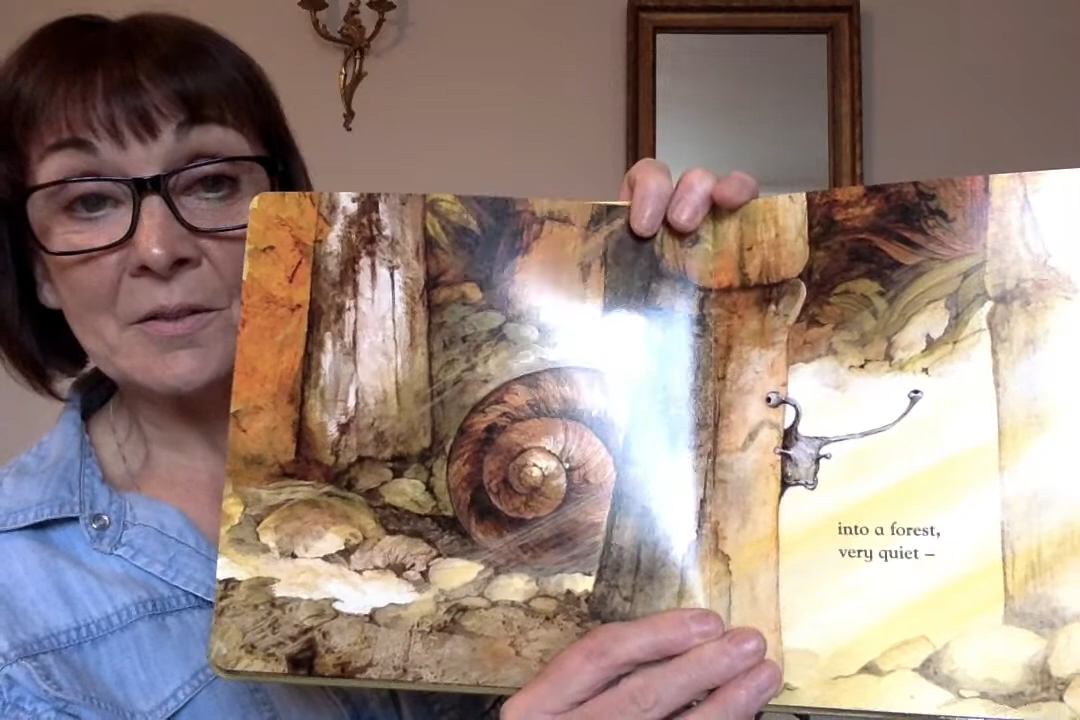 into a forest,
very quiet –